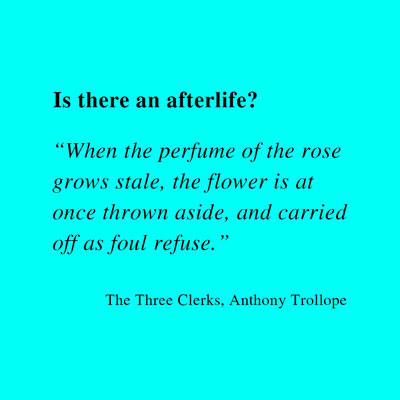 Is there an afterlife?
“When the perfume of the rose
grows stale, the flower is at
once thrown aside, and carried
off as foul refuse.”
The Three Clerks, Anthony Trollope